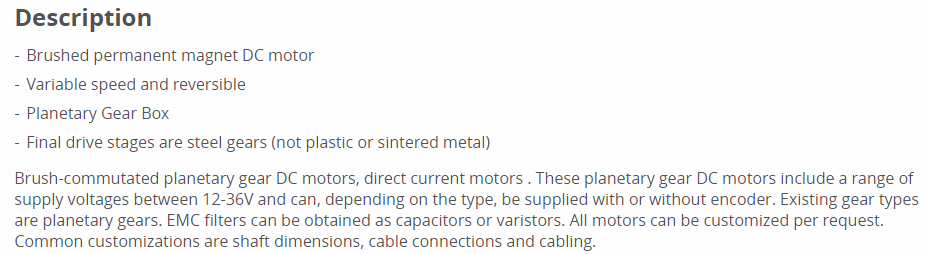 Description
- Brushed permanent magnet DC motor
- Variable speed and reversible
- Planetary Gear Box
- Final drive stages are steel gears (not plastic or sintered metal)
Brush-commutated planetary gear DC motors, direct current motors . These planetary gear DC motors include a range of
supply voltages between 12-36V and can, depending on the type, be supplied with or without encoder. Existing gear types
are planetary gears. EMC filters can be obtained as capacitors or varistors. All motors can be customized per request.
Common customizations are shaft dimensions, cable connections and cabling.